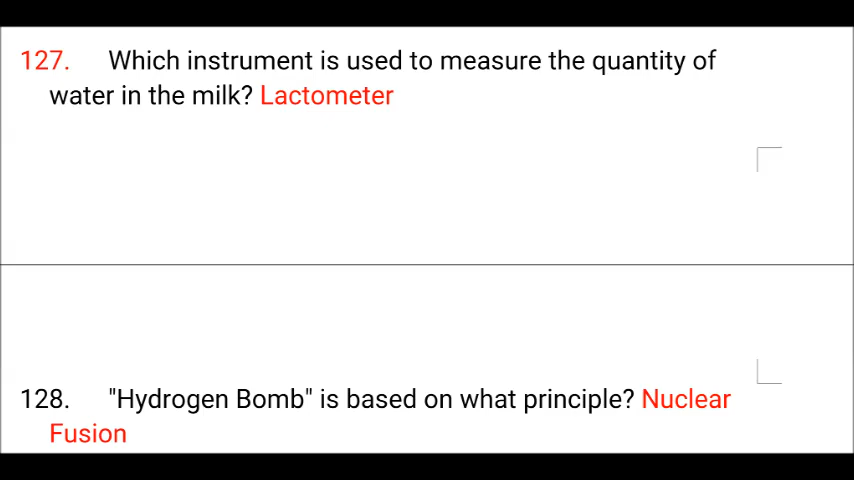 127. Which instrument is used to measure the quantity of
water in the milk? Lactometer
128. "Hydrogen Bomb" is based on what principle? Nuclear
Fusion